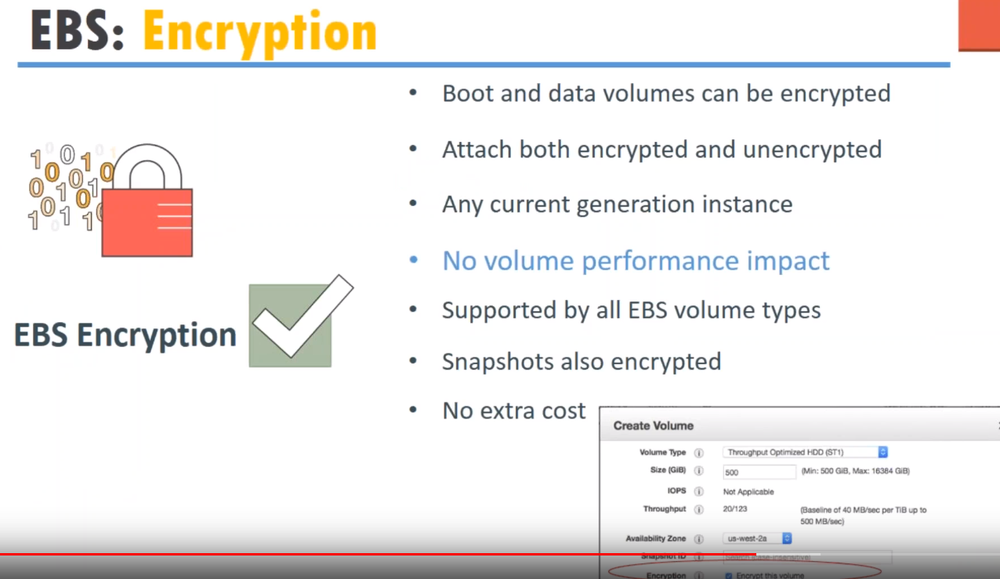 EBS: Encryption
• Boot and data volumes can be encrypted
• Attach both encrypted and unencrypted
• Any current generation instance
• No volume performance impact
• Supported by all EBS volume types
• Snapshots also encrypted
• No extra cost
EBS Encryption
Create Volume
Volume Type Throughput Optimized HDD (ST1)
Size (GiB) 500 (Min: 500 GiB, Max: 16384 GiB)
IOPS Not Applicable
Throughput 20/123 (Baseline of 40 MB/sec per TiB up to
500 MB/sec)
Availability Zone us-west-2a
Snapshot ID
Encryption Encrypt this volume